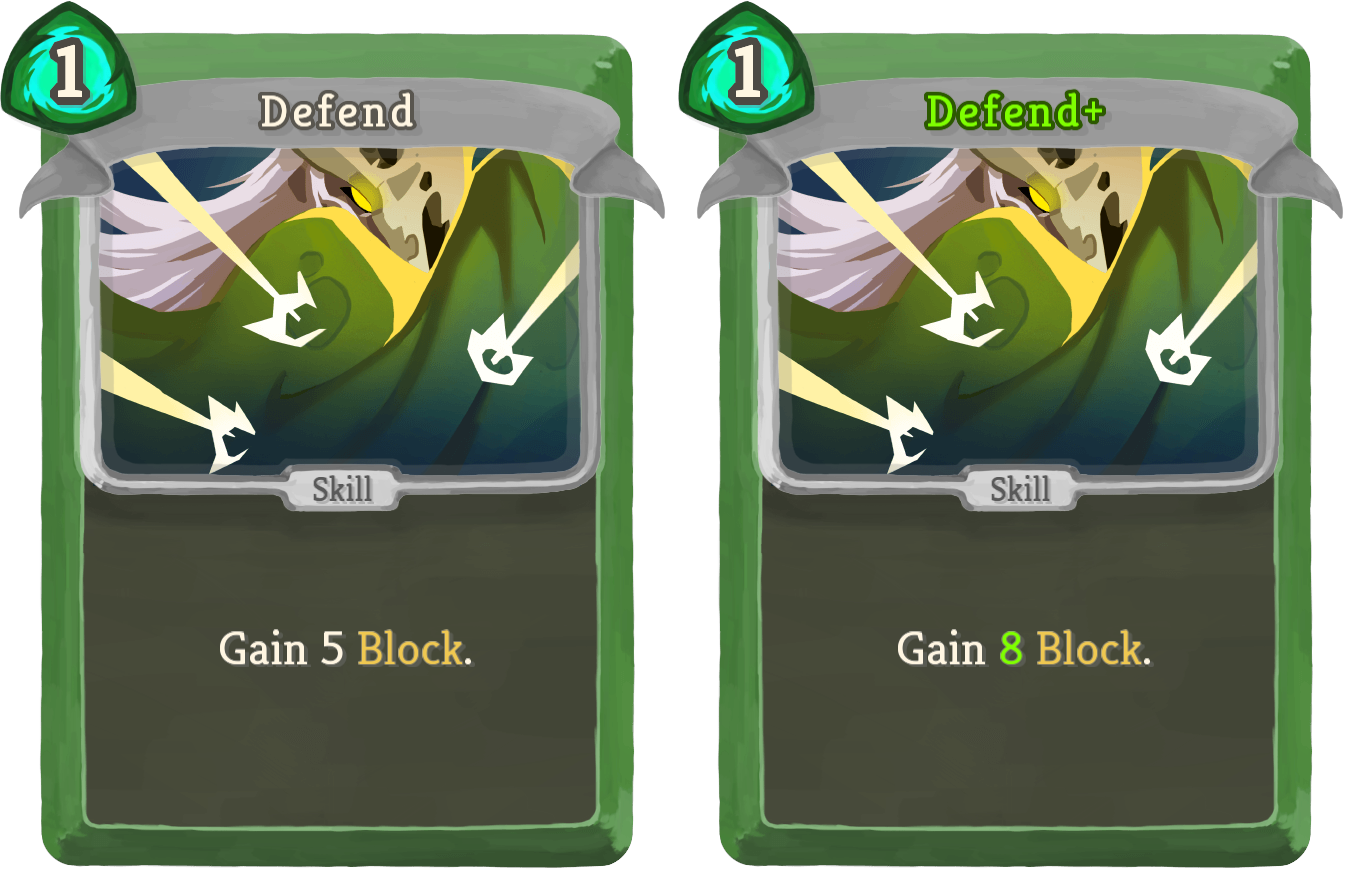 1
Defend
Skill
Gain 5 Block.
1
Defend+
Skill
Gain 8 Block.